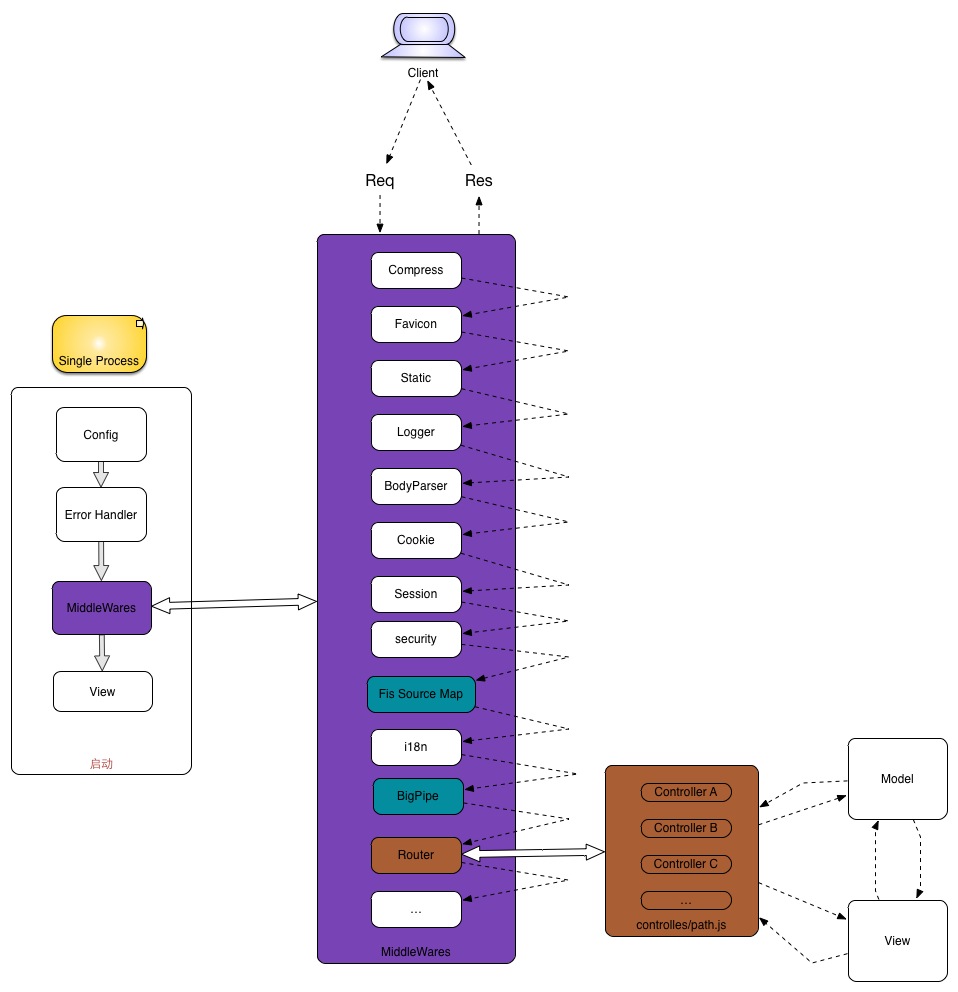 Client
Req
Res
Single Process
Config
Error Handler
MiddleWares
View
启动
Compress
Favicon
Static
Logger
BodyParser
Cookie
Session
security
Fis Source Map
i18n
BigPipe
Router
...
MiddleWares
Controller A
Controller B
Controller C
...
controlles/path.js
Model
View